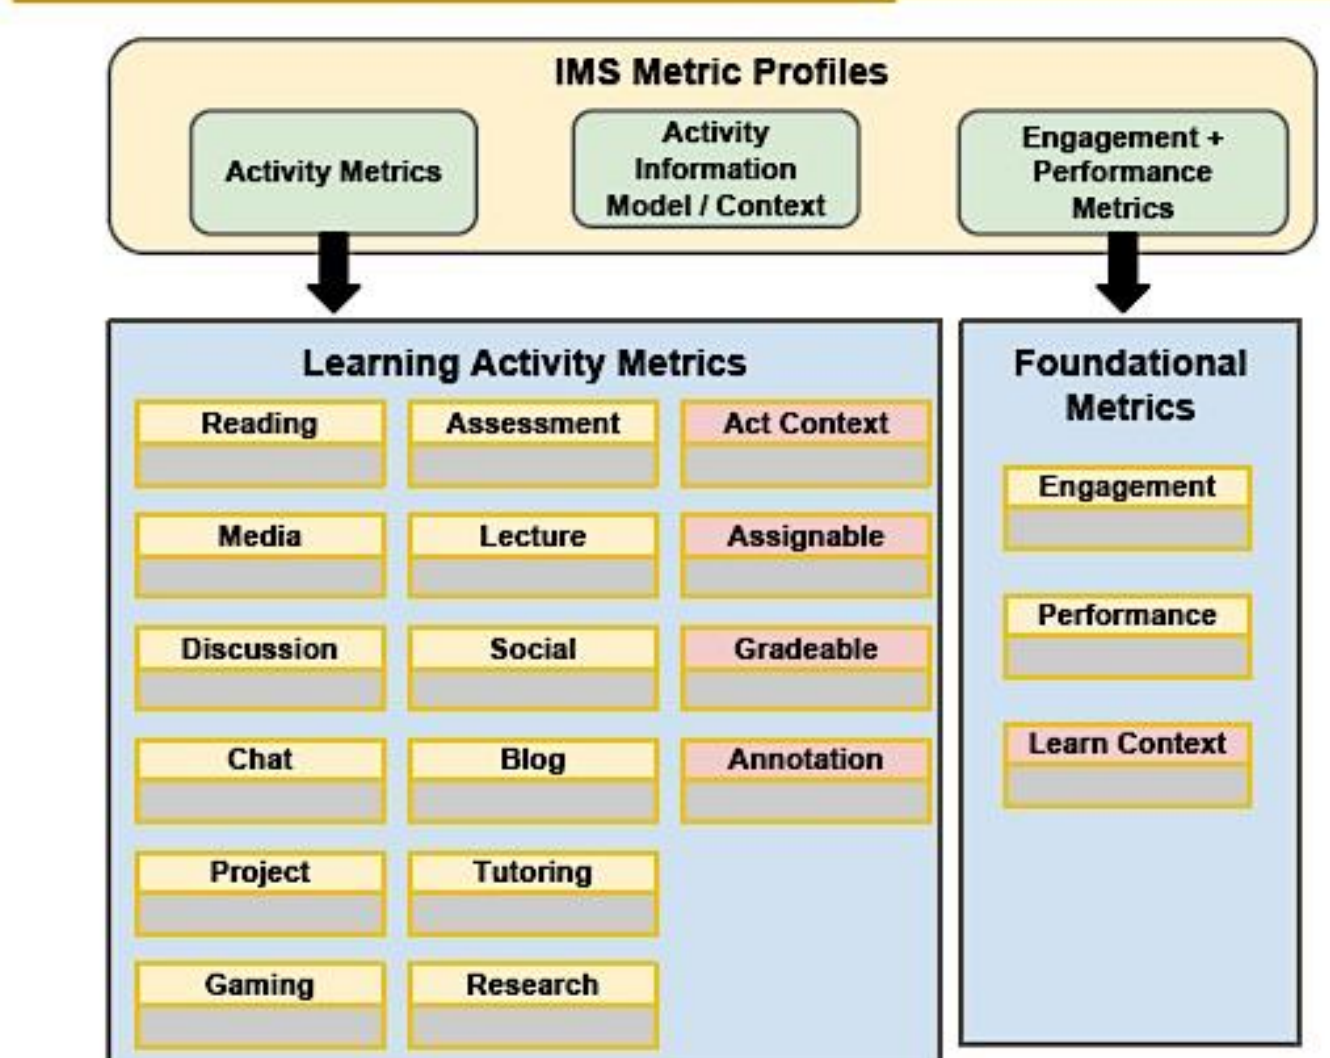 IMS Metric Profiles
Activity Metrics
Activity
Information
Model / Context
Engagement +
Performance
Metrics
Learning Activity Metrics
Reading
Assessment
Act Context
Media
Lecture
Assignable
Discussion
Social
Gradeable
Chat
Blog
Annotation
Project
Tutoring
Gaming
Research
Foundational
Metrics
Engagement
Performance
Learn Context